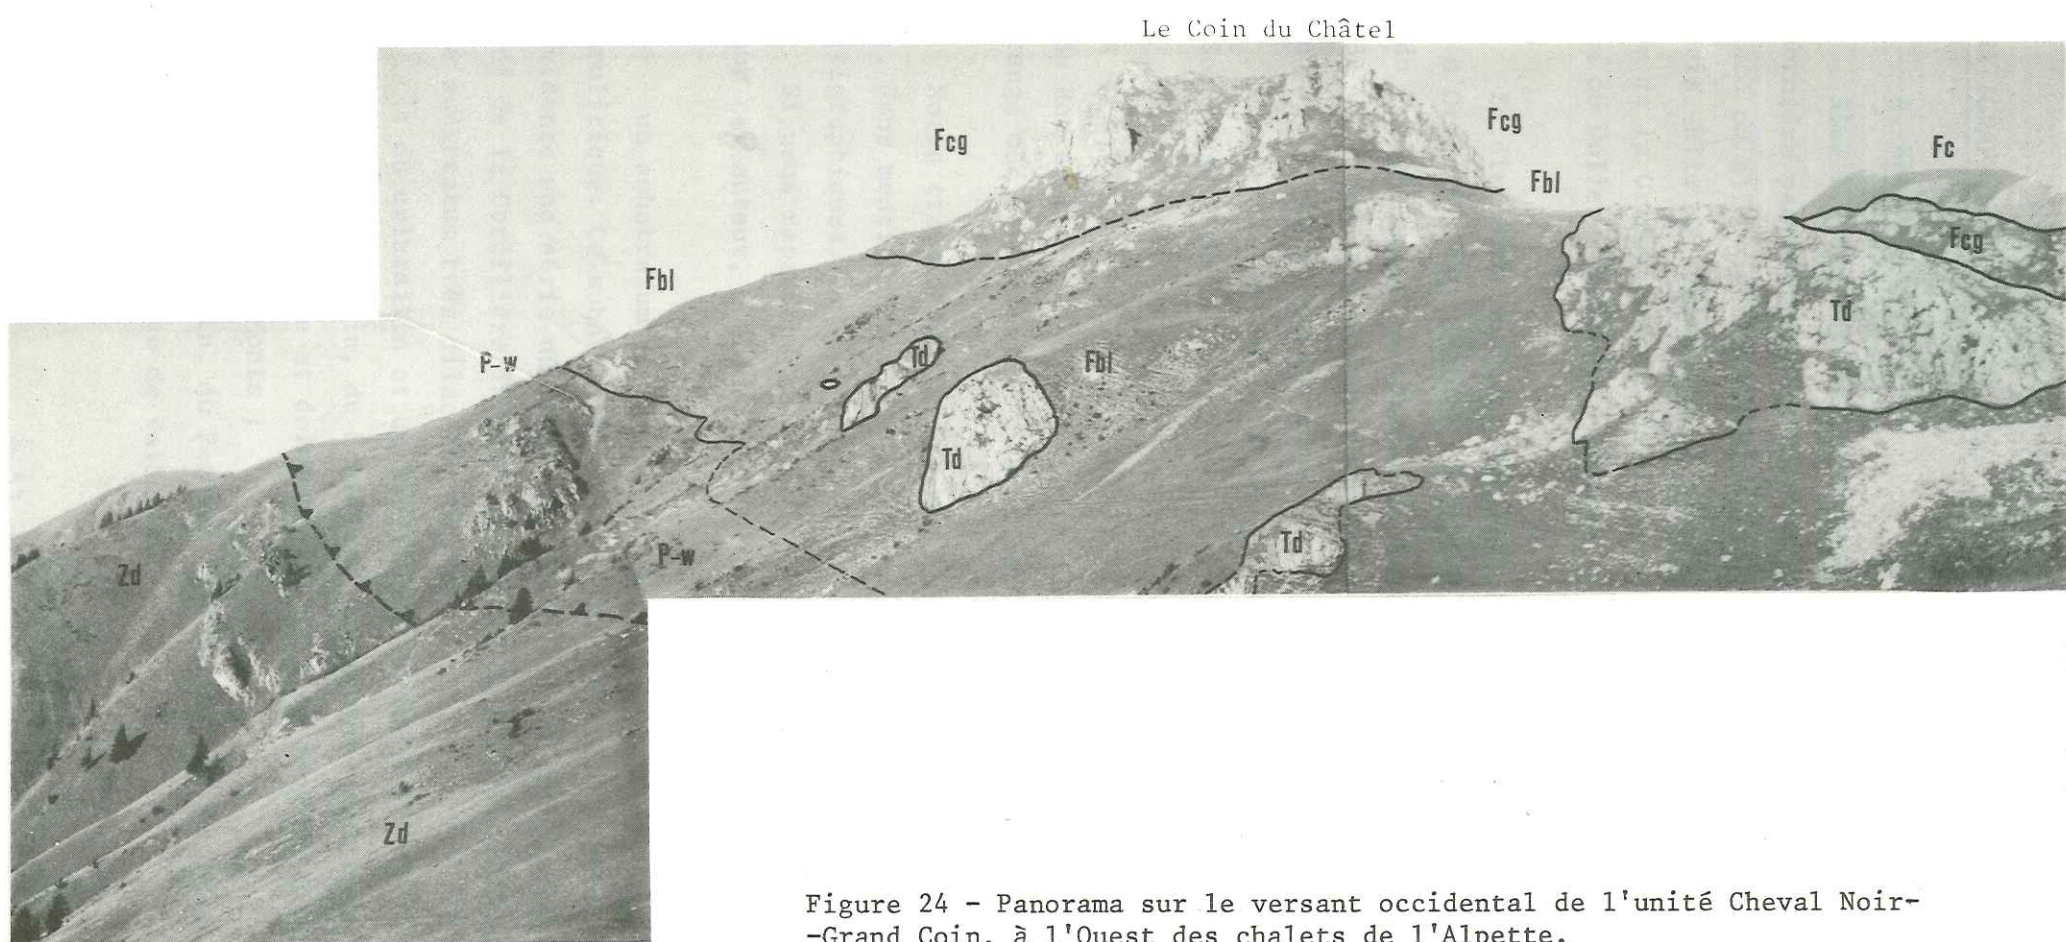 Le Coin du Châtel
Fcg
Fcg
Fc
Fbl
Fcg
Fbl
Td
P-w
Td
Fbl
Td
P-w
Td
Zd
Zd
Figure 24 - Panorama sur le versant occidental de l'unité Cheval Noir-
-Grand Coin, à l'Ouest des chalets de l'Alpette.